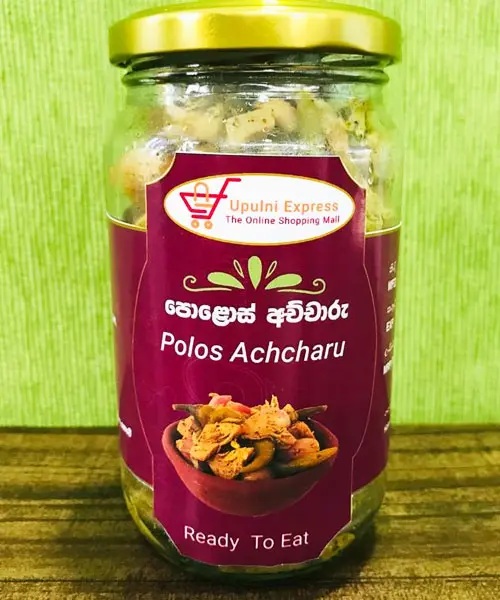 Upulni Express
The Online Shopping Mall
පොළොස් අච්චාරු
Polos Achcharu
Ready To Eat